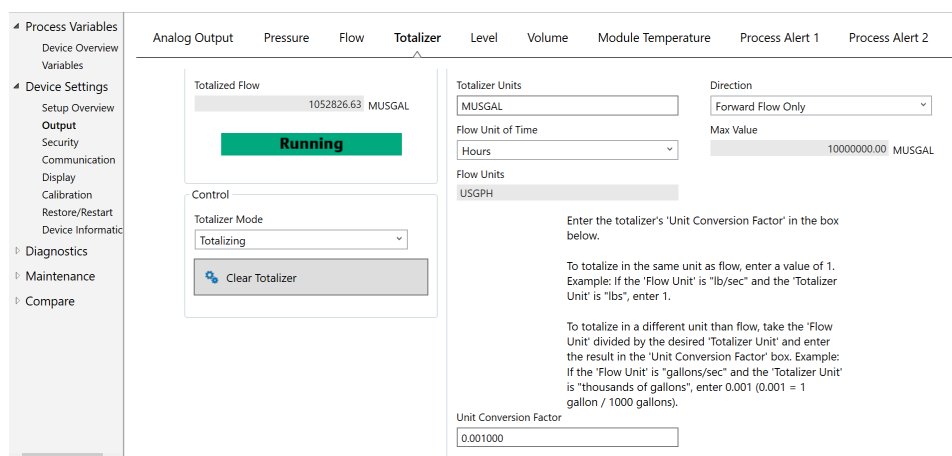 Process Variables
Device Overview
Variables
Device Settings
Setup Overview
Output
Security
Communication
Display
Calibration
Restore/Restart
Device Informatic
Diagnostics
Maintenance
Compare
Analog Output Pressure Flow Totalizer Level Volume Module Temperature Process Alert 1 Process Alert 2
Totalized Flow
1052826.63 MUSGAL
Running
Control
Totalizer Mode
Totalizing
Clear Totalizer
Totalizer Units
MUSGAL
Flow Unit of Time
Hours
Flow Units
USGPH
Direction
Forward Flow Only
Max Value
10000000.00 MUSGAL
Enter the totalizer's 'Unit Conversion Factor' in the box
below.
To totalize in the same unit as flow, enter a value of 1.
Example: If the 'Flow Unit' is "lb/sec" and the 'Totalizer
Unit' is "lbs", enter 1.
To totalize in a different unit than flow, take the 'Flow
Unit' divided by the desired 'Totalizer Unit' and enter
the result in the 'Unit Conversion Factor' box. Example:
If the 'Flow Unit' is "gallons/sec" and the 'Totalizer Unit'
is "thousands of gallons", enter 0.001 (0.001 = 1
gallon / 1000 gallons).
Unit Conversion Factor
0.001000